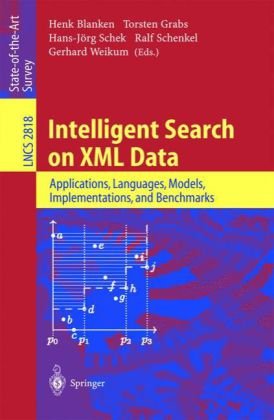 Henk Blanken Torsten Grabs
Hans-Jörg Schek Ralf Schenkel
Gerhard Weikum (Eds.)
State-of-the-Art
Survey
LNCS 2818
Intelligent Search
on XML Data
Applications, Languages, Models,
Implementations, and Benchmarks
a
e
i
j
f
h
g
d
b
c
p0 p1 p2 p3
Springer